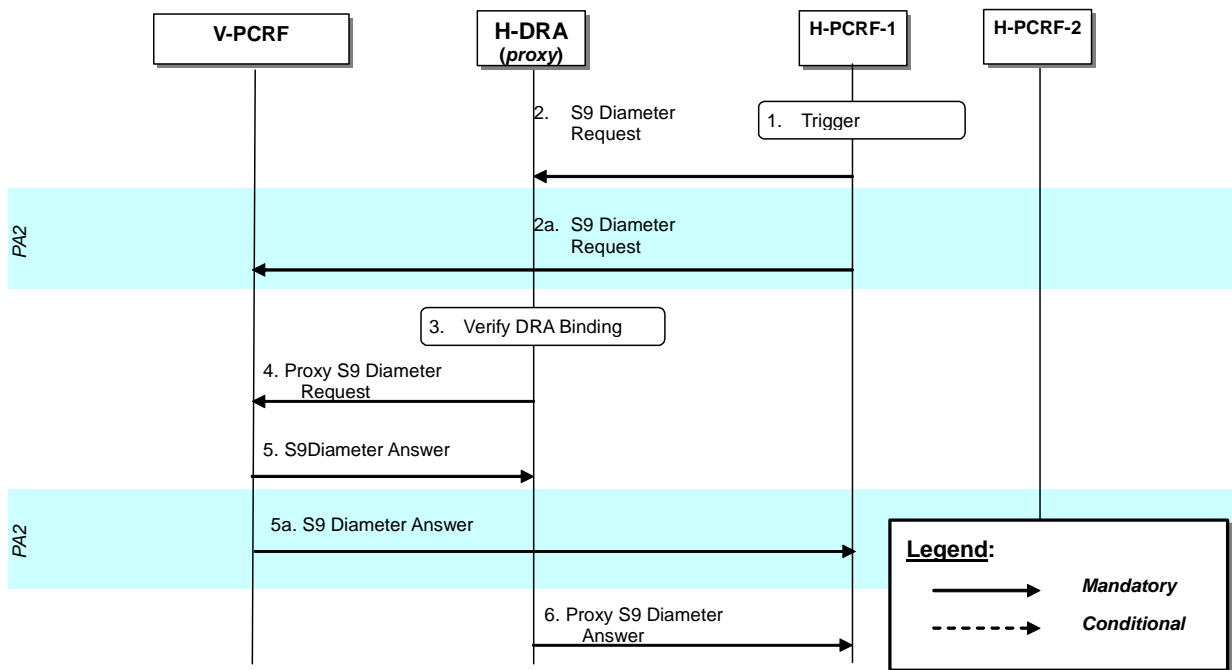 V-PCRF
H-DRA
(proxy)
H-PCRF-1
H-PCRF-2
2. S9 Diameter
Request
1. Trigger
PA2
2a. S9 Diameter
Request
3. Verify DRA Binding
4. Proxy S9 Diameter
Request
5. S9Diameter Answer
PA2
5a. S9 Diameter Answer
6. Proxy S9 Diameter
Answer
Legend:
Mandatory
Conditional